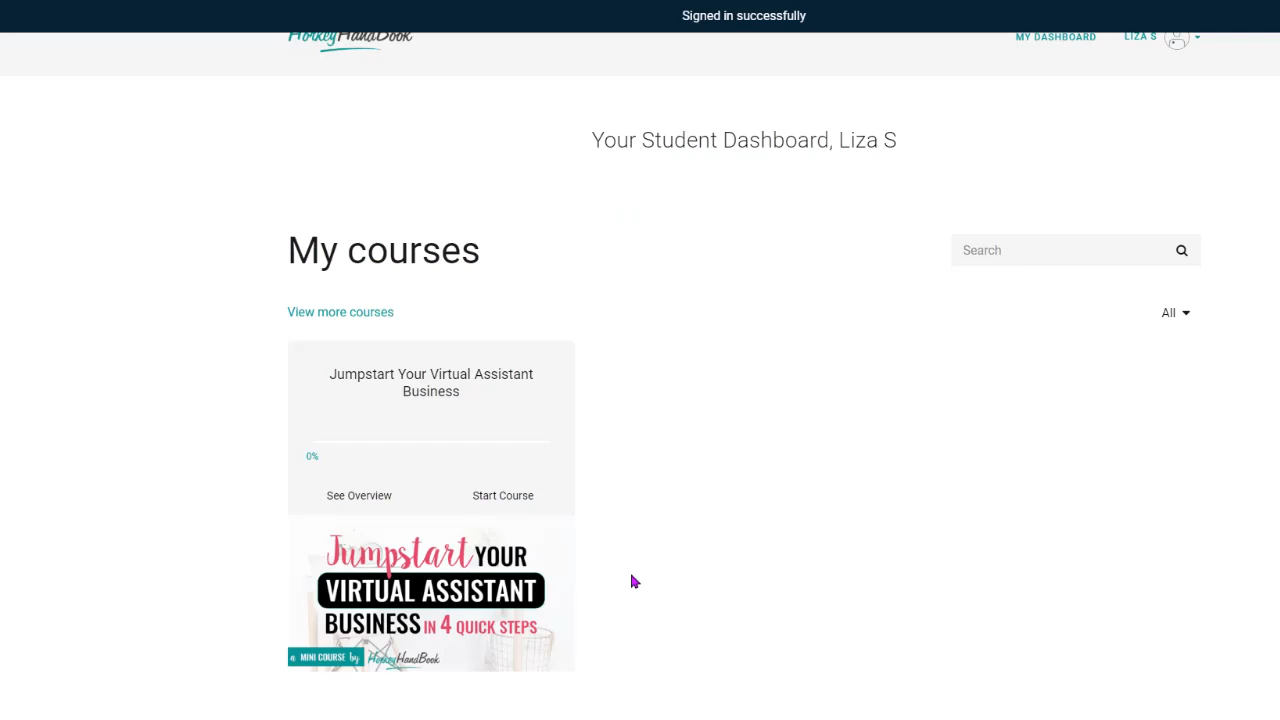 Signed in successfully
HorkeyHandBook
MY DASHBOARD
LIZA S
Your Student Dashboard, Liza S
My courses
Search
View more courses
All
Jumpstart Your Virtual Assistant
Business
0%
See Overview
Start Course
Jumpstart YOUR
VIRTUAL ASSISTANT
BUSINESS IN 4 QUICK STEPS
a MINI COURSE by HorkeyHandBook